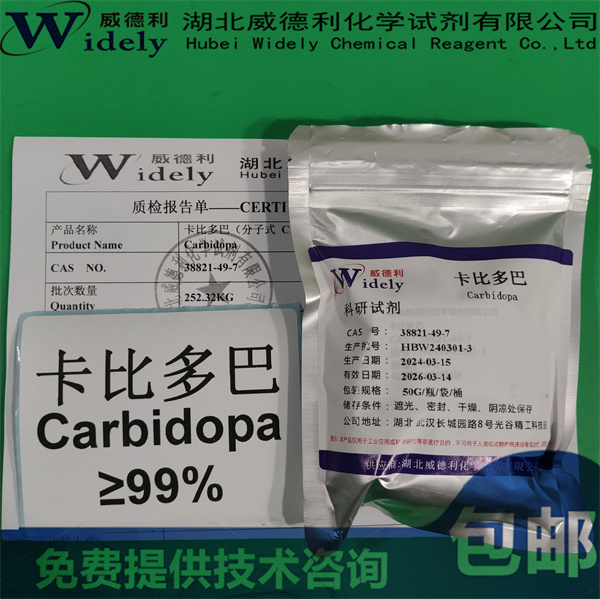 Widely 威德利 湖北威德利化学试剂有限公司
Hubei Widely Chemical Reagent Co.,Ltd
Widely 威德利 湖北
Hubei
质检报告单——CERTI
产品名称 卡比多巴（分子式 C
Product Name Carbidopa
CAS NO. 38821-49-7
批次数量
Quantity 252.32KG
卡比多巴
Carbidopa
≥99%
Widely 威德利 卡比多巴
Carbidopa
科研试剂
CAS 号： 38821-49-7
生产批号： HBW240301-3
生产日期： 2024-03-15
有效日期： 2026-03-14
包装规格： 50G/瓶/袋/桶
储存条件：遮光、密封、干燥、阴凉处保存
公司地址：湖北武汉长城园路8号光谷精工科技园
供应商：湖北威德利化学
免费提供技术咨询
包邮